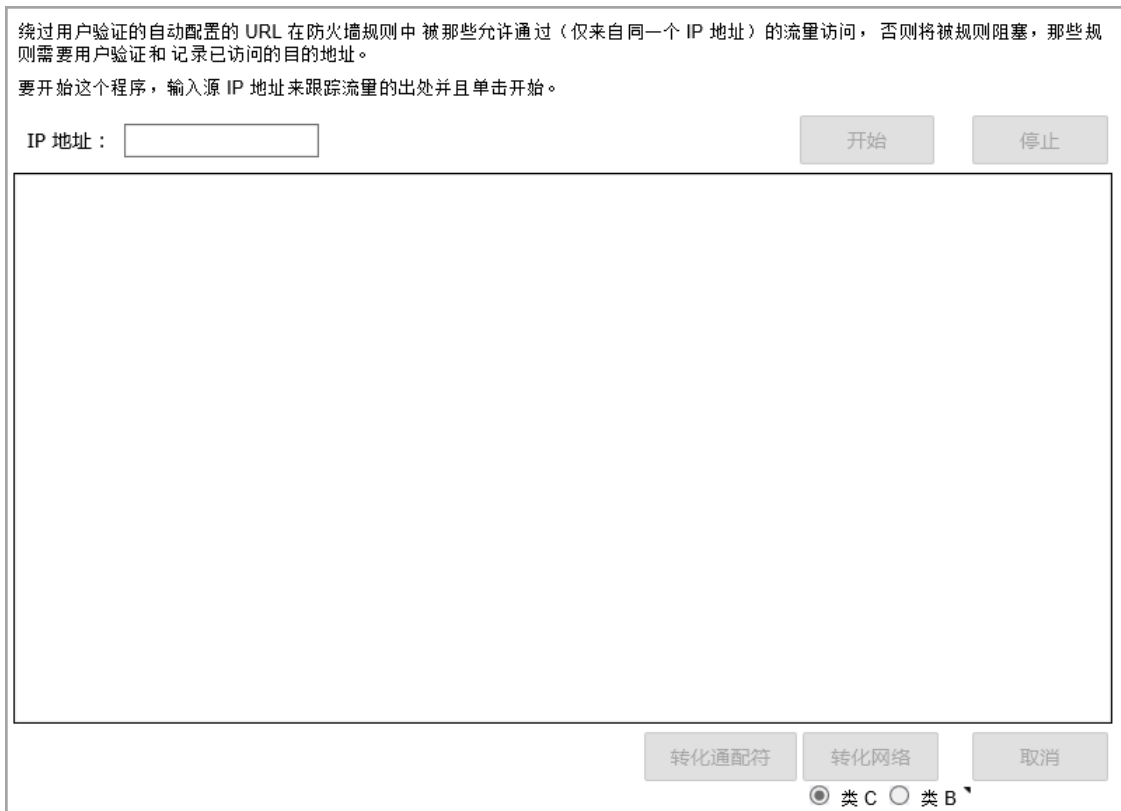 绕过用户验证的自动配置的 URL 在防火墙规则中 被那些允许通过（仅来自同一个 IP 地址）的流量访问， 否则将被规则阻塞，那些规
则需要用户验证和 记录已访问的目的地址。
要开始这个程序，输入源 IP 地址来跟踪流量的出处并且单击开始。
IP 地址： 开始 停止
转化通配符 转化网络 取消
类 C 类 B